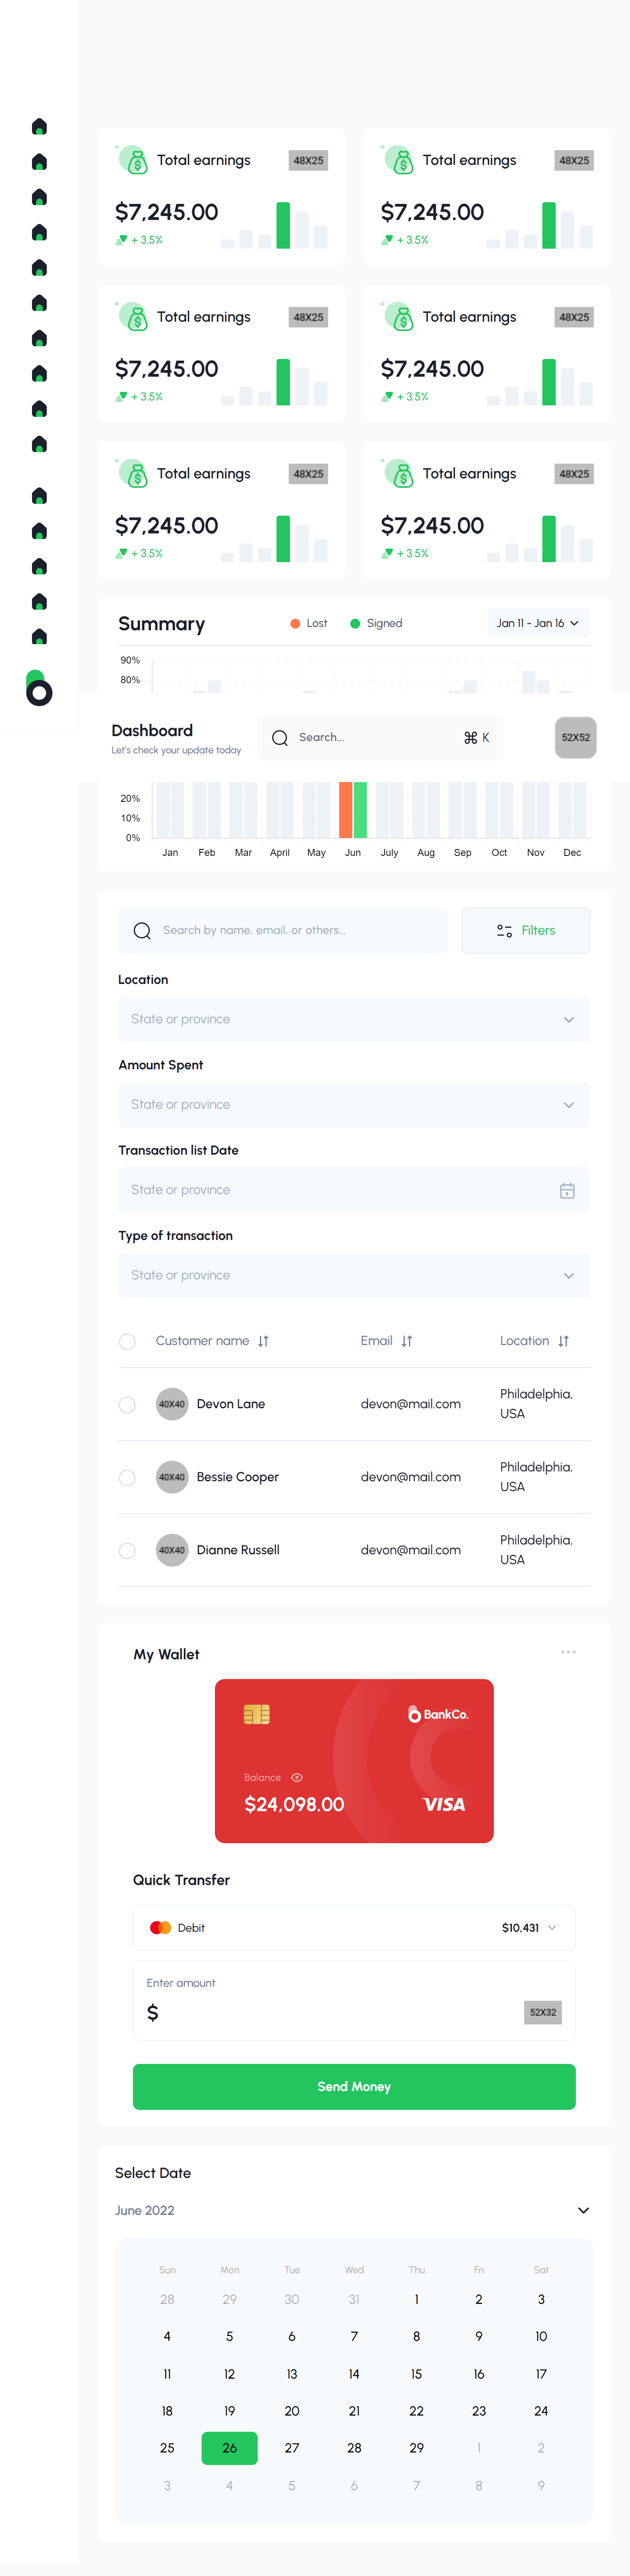 Total earnings 48X25 Total earnings 48X25
$7,245.00 $7,245.00
+ 3.5% + 3.5%
Total earnings 48X25 Total earnings 48X25
$7,245.00 $7,245.00
+ 3.5% + 3.5%
Total earnings 48X25 Total earnings 48X25
$7,245.00 $7,245.00
+ 3.5% + 3.5%
Summary Lost Signed Jan 11 - Jan 16
90%
80%
Dashboard
Let's check your update today
Search... ⌘ K 52X52
20%
10%
0%
Jan Feb Mar April May Jun July Aug Sep Oct Nov Dec
Search by name, email, or others... Filters
Location
State or province
Amount Spent
State or province
Transaction list Date
State or province
Type of transaction
State or province
Customer name Email Location
40X40 Devon Lane devon@mail.com Philadelphia,
USA
40X40 Bessie Cooper devon@mail.com Philadelphia,
USA
40X40 Dianne Russell devon@mail.com Philadelphia,
USA
My Wallet
BankCo.
Balance
$24,098.00 VISA
Quick Transfer
Debit $10,431
Enter amount
$ 52X32
Send Money
Select Date
June 2022
Sun Mon Tue Wed Thu Fri Sat
28 29 30 31 1 2 3
4 5 6 7 8 9 10
11 12 13 14 15 16 17
18 19 20 21 22 23 24
25 26 27 28 29 1 2
3 4 5 6 7 8 9